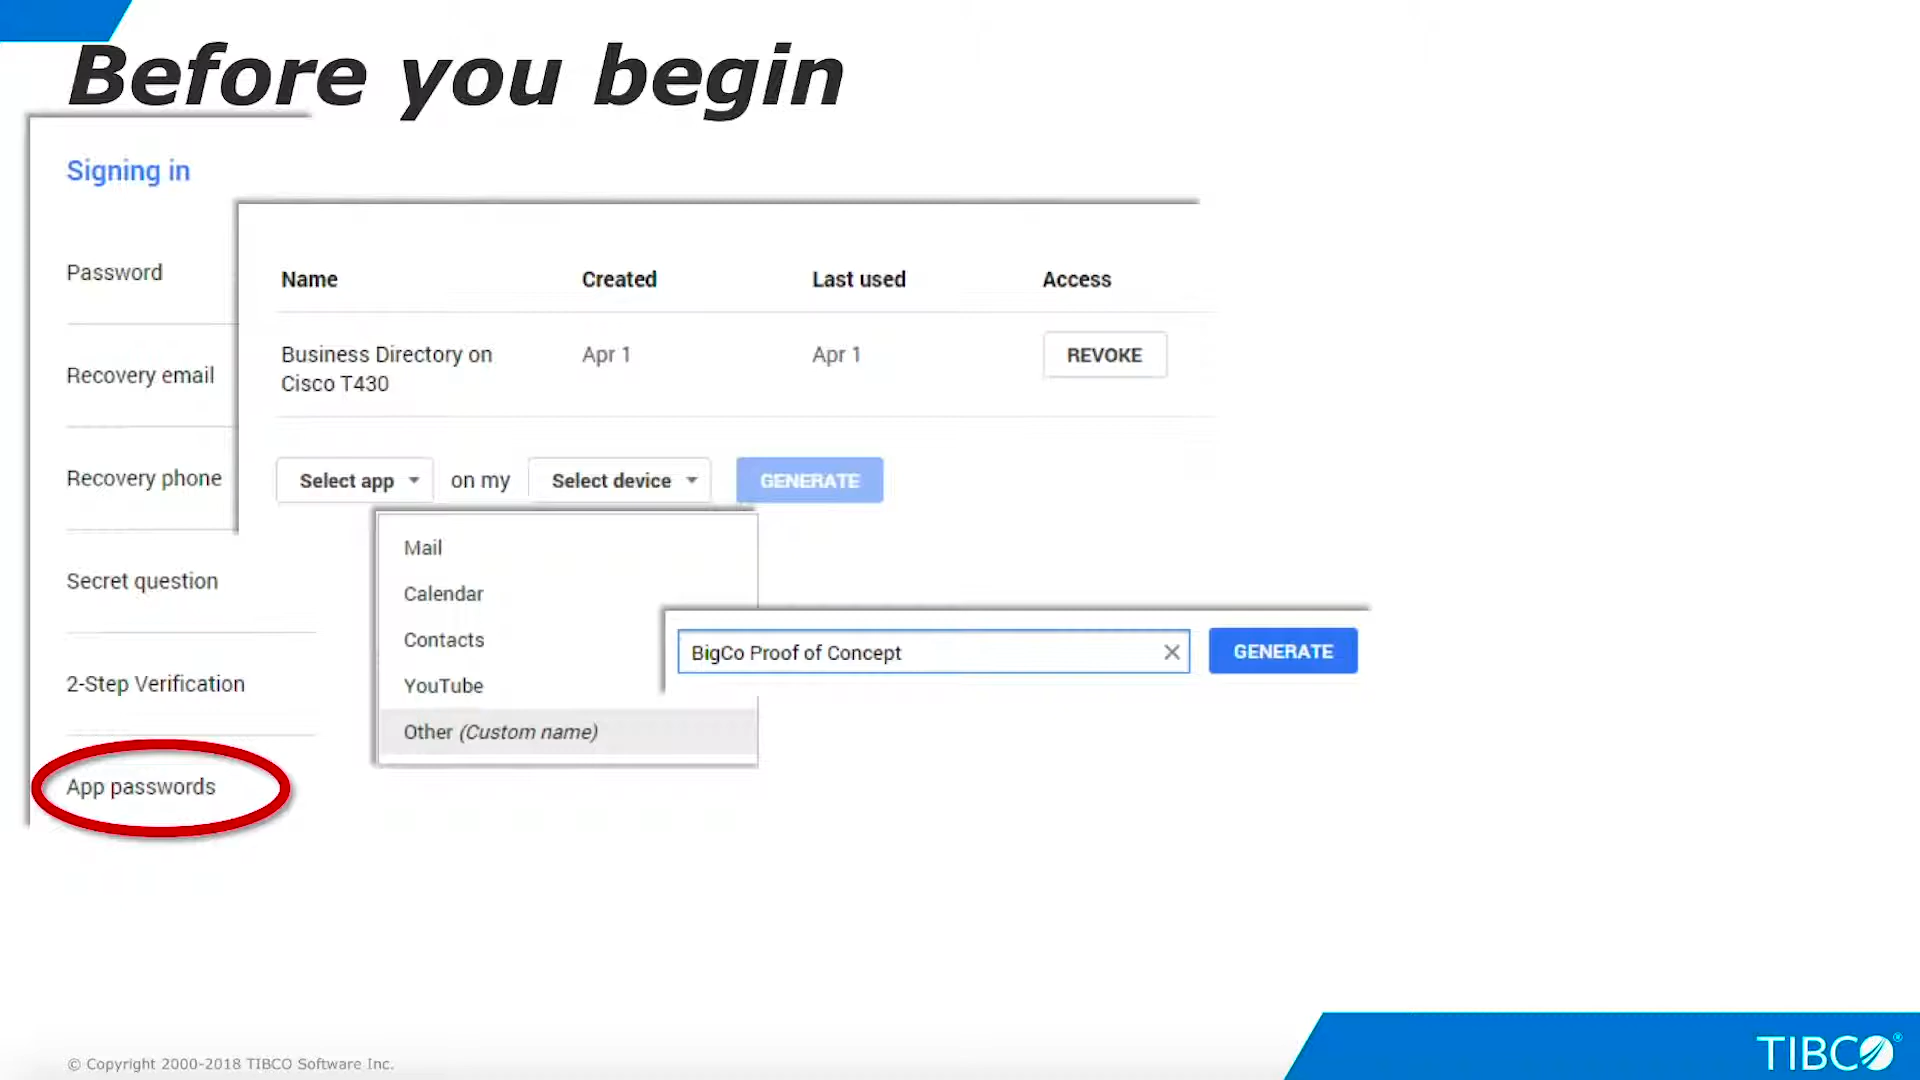 Before you begin
Signing in
Password
Recovery email
Recovery phone
Secret question
2-Step Verification
App passwords
Name Created Last used Access
Business Directory on Apr 1 Apr 1 REVOKE
Cisco T430
Select app on my Select device GENERATE
Mail
Calendar
Contacts
YouTube
Other (Custom name)
BigCo Proof of Concept GENERATE
© Copyright 2000-2018 TIBCO Software Inc.
TIBCO®